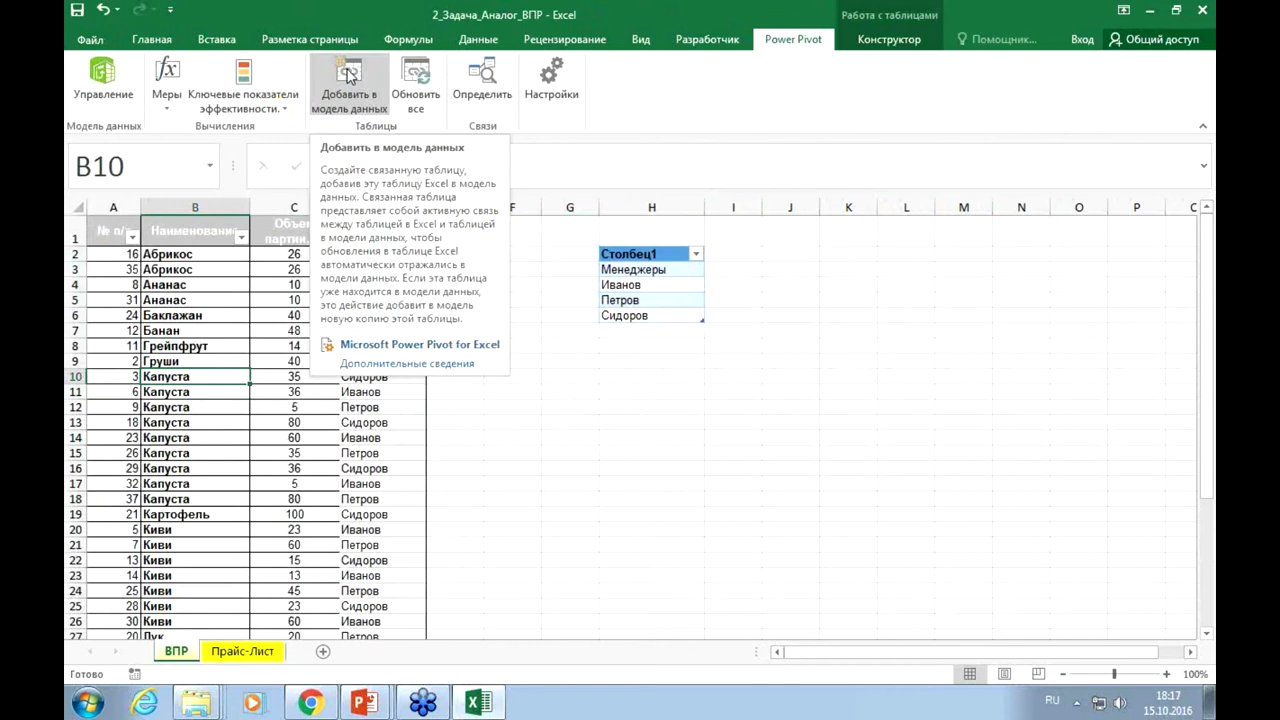 2_Задача_Аналог_ВПР - Excel
Работа с таблицами
Файл
Главная
Вставка
Разметка страницы
Формулы
Данные
Рецензирование
Вид
Разработчик
Power Pivot
Конструктор
Помощник...
Вход
Общий доступ
Управление
Меры
Ключевые показатели
эффективности.
Добавить в
модель данных
Обновить
все
Определить
Настройки
Модель данных
Вычисления
Таблицы
Связи
B10
Добавить в модель данных
Создайте связанную таблицу,
добавив эту таблицу Excel в модель
данных. Связанная таблица
представляет собой активную связь
между таблицей в Excel и таблицей
в модели данных, чтобы
обновления в таблице Excel
автоматически отражались в
модели данных. Если эта таблица
уже находится в модели данных,
это действие добавит в модель
новую копию этой таблицы.
Microsoft Power Pivot for Excel
Дополнительные сведения
A B C F G H I J K L M N O P
1 № п/
2 16 Абрикос 26 Столбец1
3 35 Абрикос 26 Менеджеры
4 8 Ананас 10 Иванов
5 31 Ананас 10 Петров
6 24 Баклажан 40 Сидоров
7 12 Банан 48
8 11 Грейпфрут 14
9 2 Груши 40
10 3 Капуста 35 Сидоров
11 6 Капуста 36 Иванов
12 9 Капуста 5 Петров
13 18 Капуста 80 Сидоров
14 23 Капуста 60 Иванов
15 26 Капуста 35 Петров
16 29 Капуста 36 Сидоров
17 32 Капуста 5 Иванов
18 37 Капуста 80 Петров
19 21 Картофель 100 Сидоров
20 5 Киви 23 Иванов
21 7 Киви 60 Петров
22 13 Киви 15 Сидоров
23 14 Киви 13 Иванов
24 25 Киви 45 Петров
25 28 Киви 23 Сидоров
26 30 Киви 60 Иванов
27 20 Лук 20 Петров
ВПР
Прайс-Лист
Готово
100%
RU
18:17
15.10.2016